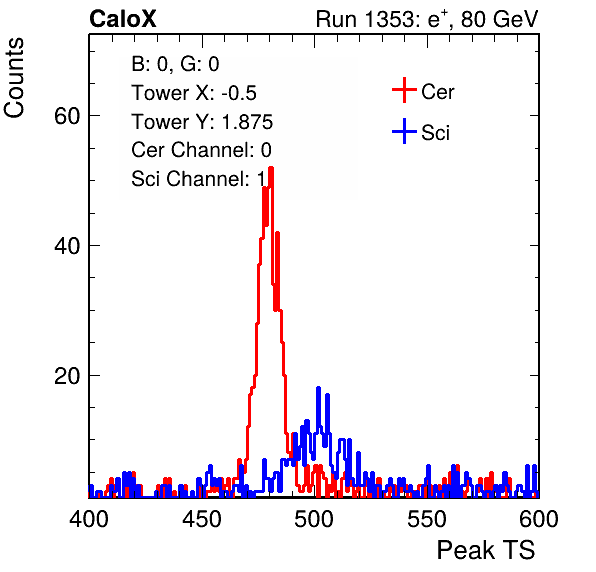 CaloX Run 1353: e⁺, 80 GeV
B: 0, G: 0
Tower X: -0.5
Tower Y: 1.875
Cer Channel: 0
Sci Channel: 1
Cer
Sci
Counts
60
40
20
400 450 500 550 600
Peak TS